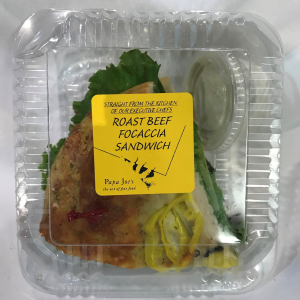 STRAIGHT FROM THE KITCHEN
OF OUR EXECUTIVE CHEFS
ROAST BEEF
FOCACCIA
SANDWICH
Papa Joe's
the art of fine food